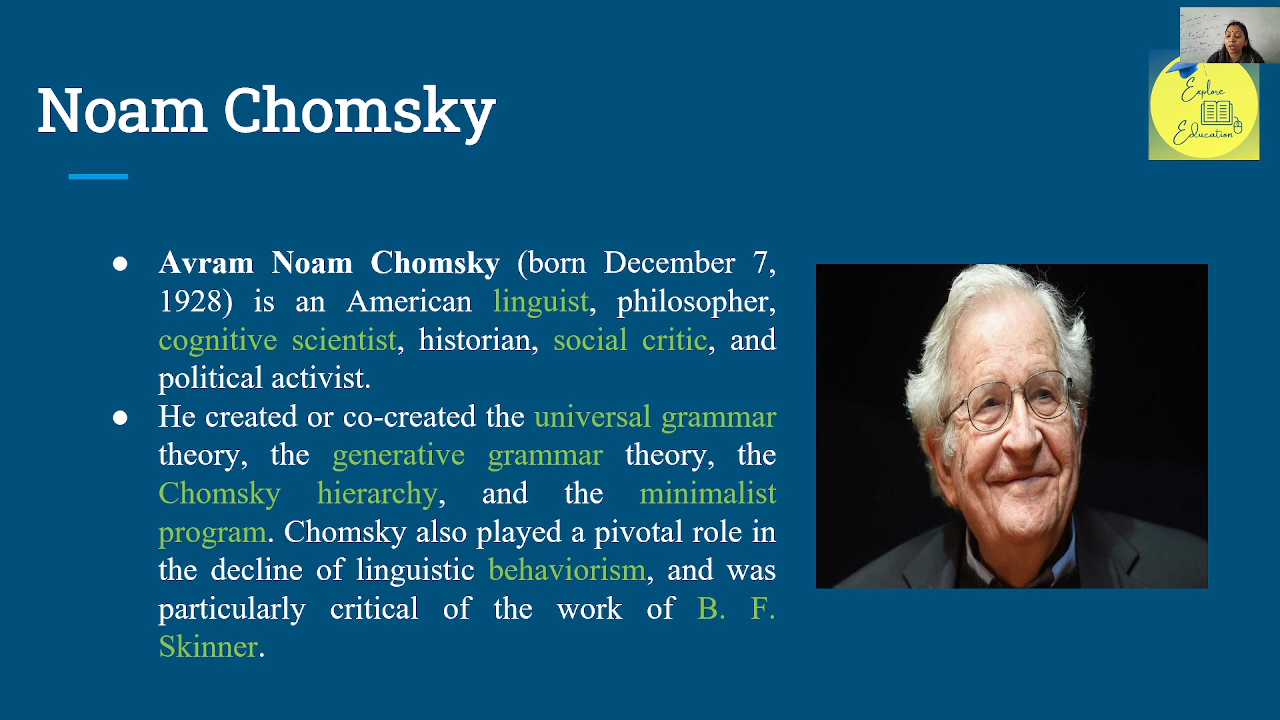 Noam Chomsky
Explore
Education
● Avram Noam Chomsky (born December 7,
1928) is an American linguist, philosopher,
cognitive scientist, historian, social critic, and
political activist.
● He created or co-created the universal grammar
theory, the generative grammar theory, the
Chomsky hierarchy, and the minimalist
program. Chomsky also played a pivotal role in
the decline of linguistic behaviorism, and was
particularly critical of the work of B. F.
Skinner.